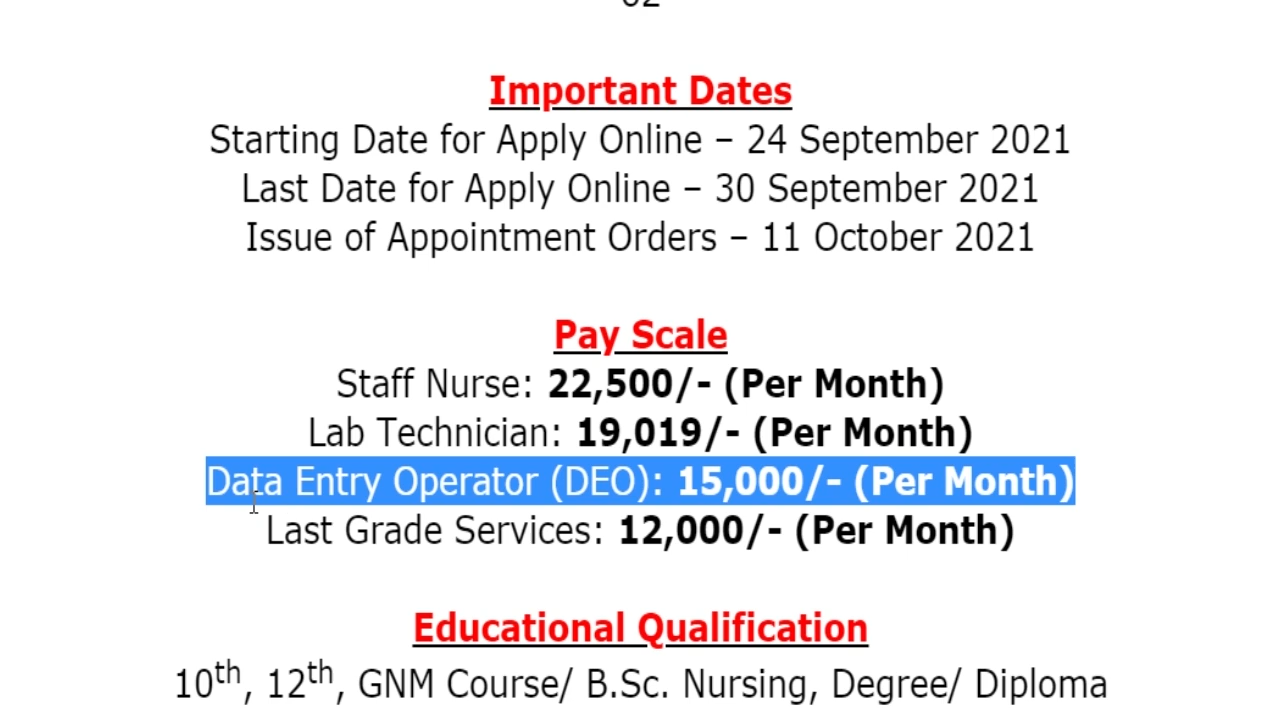 Important Dates
Starting Date for Apply Online – 24 September 2021
Last Date for Apply Online – 30 September 2021
Issue of Appointment Orders – 11 October 2021
Pay Scale
Staff Nurse: 22,500/- (Per Month)
Lab Technician: 19,019/- (Per Month)
Data Entry Operator (DEO): 15,000/- (Per Month)
Last Grade Services: 12,000/- (Per Month)
Educational Qualification
10th, 12th, GNM Course/ B.Sc. Nursing, Degree/ Diploma